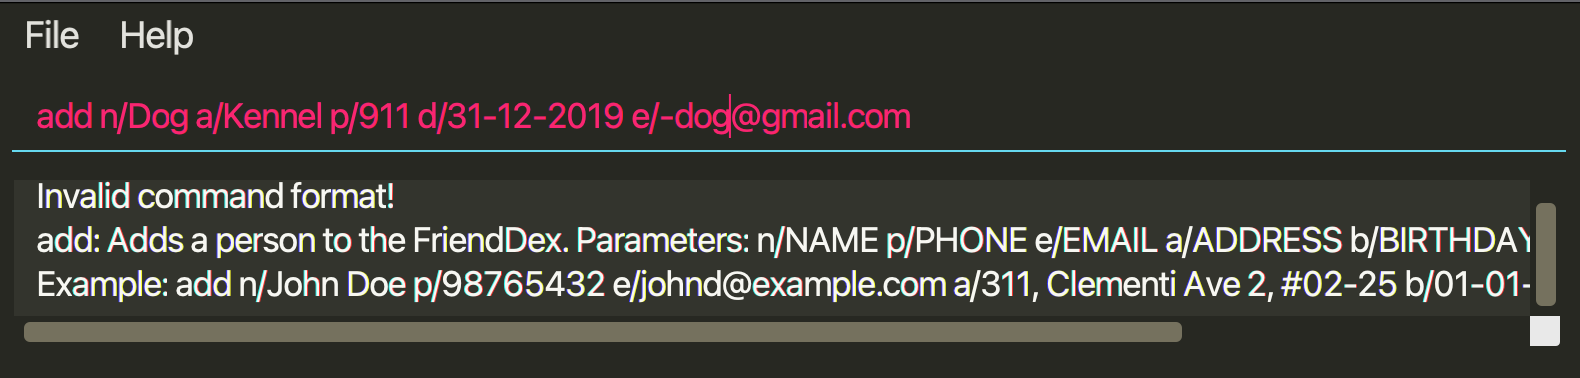 File Help
add n/Dog a/Kennel p/911 d/31-12-2019 e/-dog@gmail.com
Invalid command format!
add: Adds a person to the FriendDex. Parameters: n/NAME p/PHONE e/EMAIL a/ADDRESS b/BIRTHDAY
Example: add n/John Doe p/98765432 e/johnd@example.com a/311, Clementi Ave 2, #02-25 b/01-01-